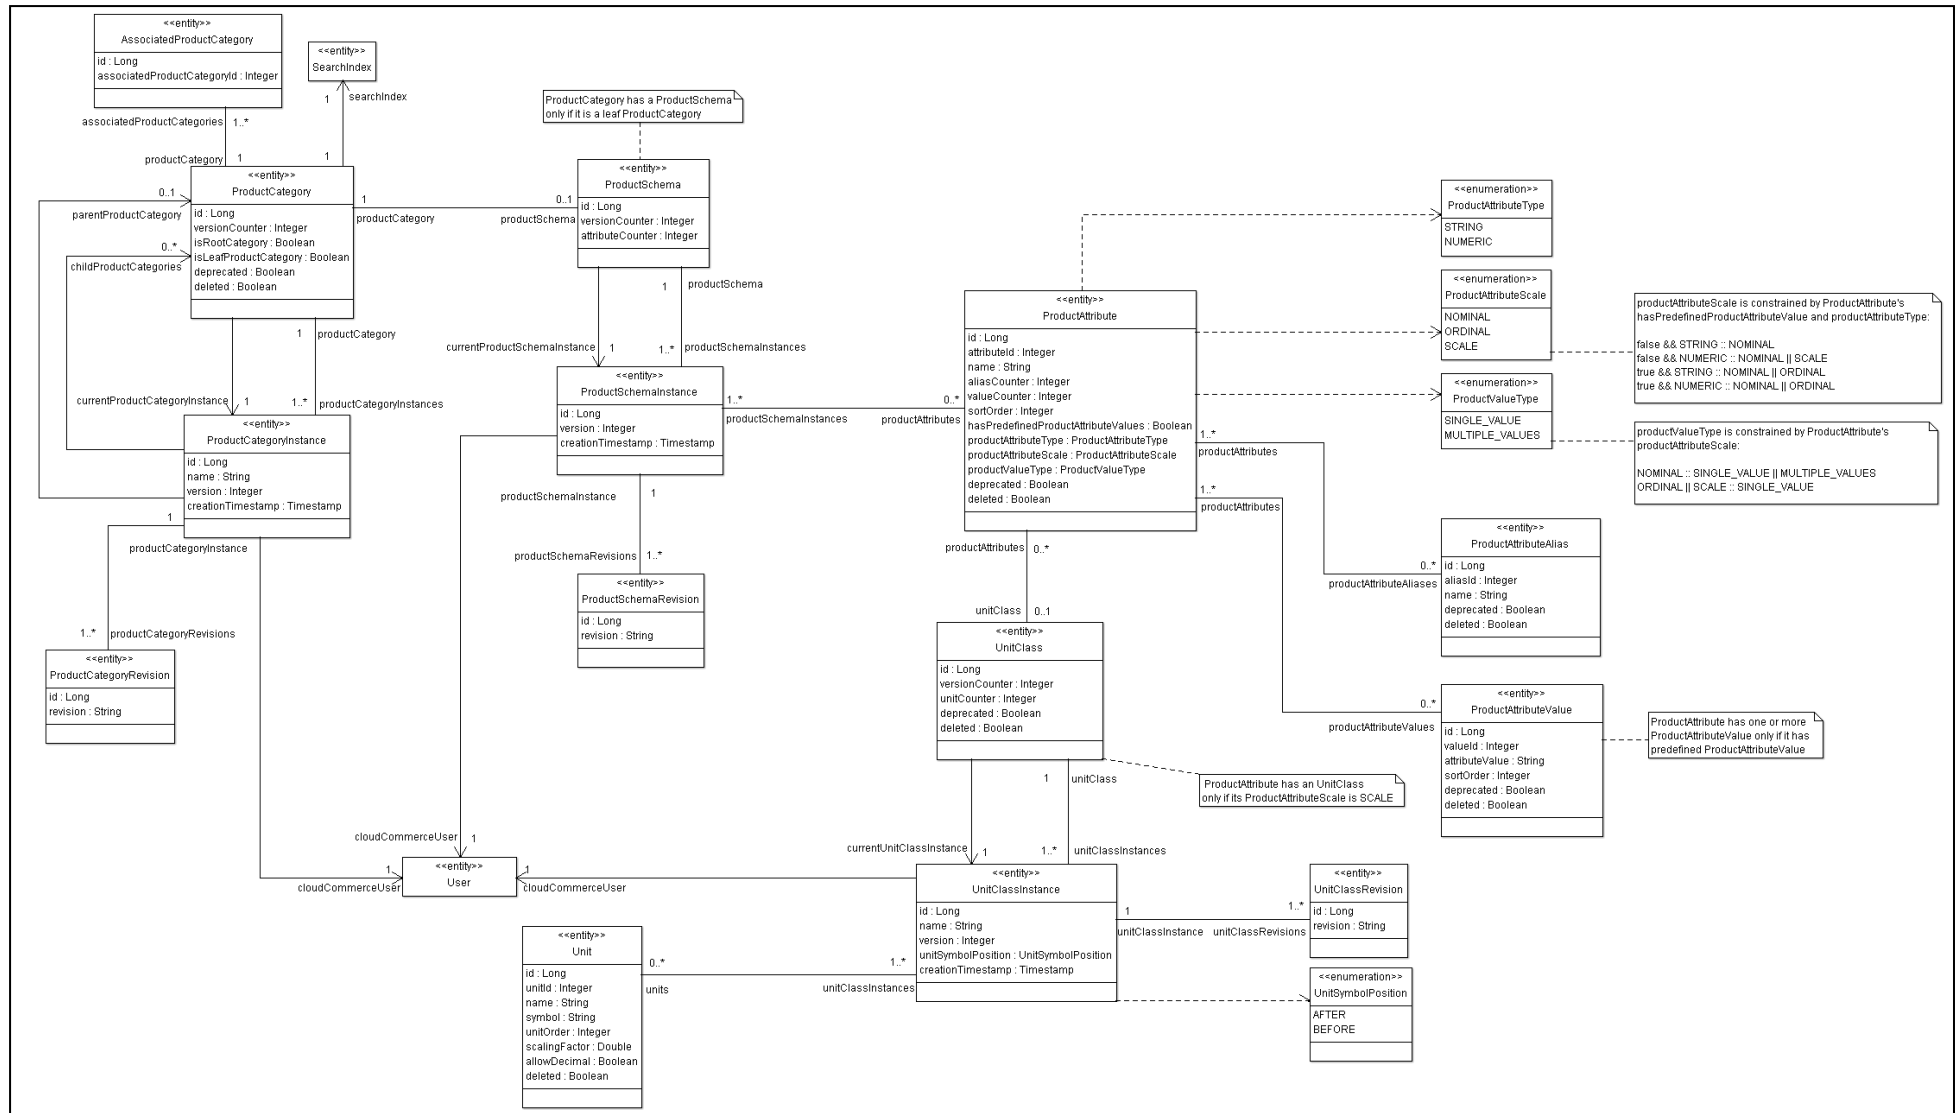 <<entity>>
AssociatedProductCategory
id : Long
associatedProductCategoryId : Integer
associatedProductCategories
1..*
productCategory
1
<<entity>>
SearchIndex
1
searchIndex
1
ProductCategory has a ProductSchema
only if it is a leaf ProductCategory
<<entity>>
ProductCategory
id : Long
versionCounter : Integer
isRootCategory : Boolean
isLeafProductCategory : Boolean
deprecated : Boolean
deleted : Boolean
0..1
parentProductCategory
0..*
childProductCategories
1
productCategory
0..1
productSchema
<<entity>>
ProductSchema
id : Long
versionCounter : Integer
attributeCounter : Integer
1
productSchema
currentProductSchemaInstance
1
1..*
productSchemaInstances
1
productCategory
currentProductCategoryInstance
1
1..*
productCategoryInstances
<<entity>>
ProductCategoryInstance
id : Long
name : String
version : Integer
creationTimestamp : Timestamp
1
productCategoryInstance
1..*
productCategoryRevisions
<<entity>>
ProductCategoryRevision
id : Long
revision : String
<<entity>>
ProductSchemaInstance
id : Long
version : Integer
creationTimestamp : Timestamp
1..*
productSchemaInstances
0..*
productAttributes
productSchemaInstance
1
productSchemaRevisions
1..*
<<entity>>
ProductSchemaRevision
id : Long
revision : String
<<entity>>
ProductAttribute
id : Long
attributeId : Integer
name : String
aliasCounter : Integer
valueCounter : Integer
sortOrder : Integer
hasPredefinedProductAttributeValues : Boolean
productAttributeType : ProductAttributeType
productAttributeScale : ProductAttributeScale
productValueType : ProductValueType
deprecated : Boolean
deleted : Boolean
<<enumeration>>
ProductAttributeType
STRING
NUMERIC
<<enumeration>>
ProductAttributeScale
NOMINAL
ORDINAL
SCALE
<<enumeration>>
ProductValueType
SINGLE_VALUE
MULTIPLE_VALUES
productAttributeScale is constrained by ProductAttribute's
hasPredefinedProductAttributeValue and productAttributeType:
false && STRING :: NOMINAL
false && NUMERIC :: NOMINAL || SCALE
true && STRING :: NOMINAL || ORDINAL
true && NUMERIC :: NOMINAL || ORDINAL
productValueType is constrained by ProductAttribute's
productAttributeScale:
NOMINAL :: SINGLE_VALUE || MULTIPLE_VALUES
ORDINAL || SCALE :: SINGLE_VALUE
1..*
productAttributes
1..*
productAttributes
0..*
productAttributeAliases
<<entity>>
ProductAttributeAlias
id : Long
aliasId : Integer
name : String
deprecated : Boolean
deleted : Boolean
0..*
productAttributeValues
<<entity>>
ProductAttributeValue
id : Long
valueId : Integer
attributeValue : String
sortOrder : Integer
deprecated : Boolean
deleted : Boolean
ProductAttribute has one or more
ProductAttributeValue only if it has
predefined ProductAttributeValue
productAttributes
0..*
unitClass
0..1
<<entity>>
UnitClass
id : Long
versionCounter : Integer
unitCounter : Integer
deprecated : Boolean
deleted : Boolean
ProductAttribute has an UnitClass
only if its ProductAttributeScale is SCALE
1
unitClass
currentUnitClassInstance
1
1..*
unitClassInstances
cloudCommerceUser
1
1
cloudCommerceUser
<<entity>>
User
1
cloudCommerceUser
<<entity>>
UnitClassInstance
id : Long
name : String
version : Integer
unitSymbolPosition : UnitSymbolPosition
creationTimestamp : Timestamp
1
unitClassInstance
1..*
unitClassRevisions
<<entity>>
UnitClassRevision
id : Long
revision : String
<<enumeration>>
UnitSymbolPosition
AFTER
BEFORE
<<entity>>
Unit
id : Long
unitId : Integer
name : String
symbol : String
unitOrder : Integer
scalingFactor : Double
allowDecimal : Boolean
deleted : Boolean
0..*
units
1..*
unitClassInstances